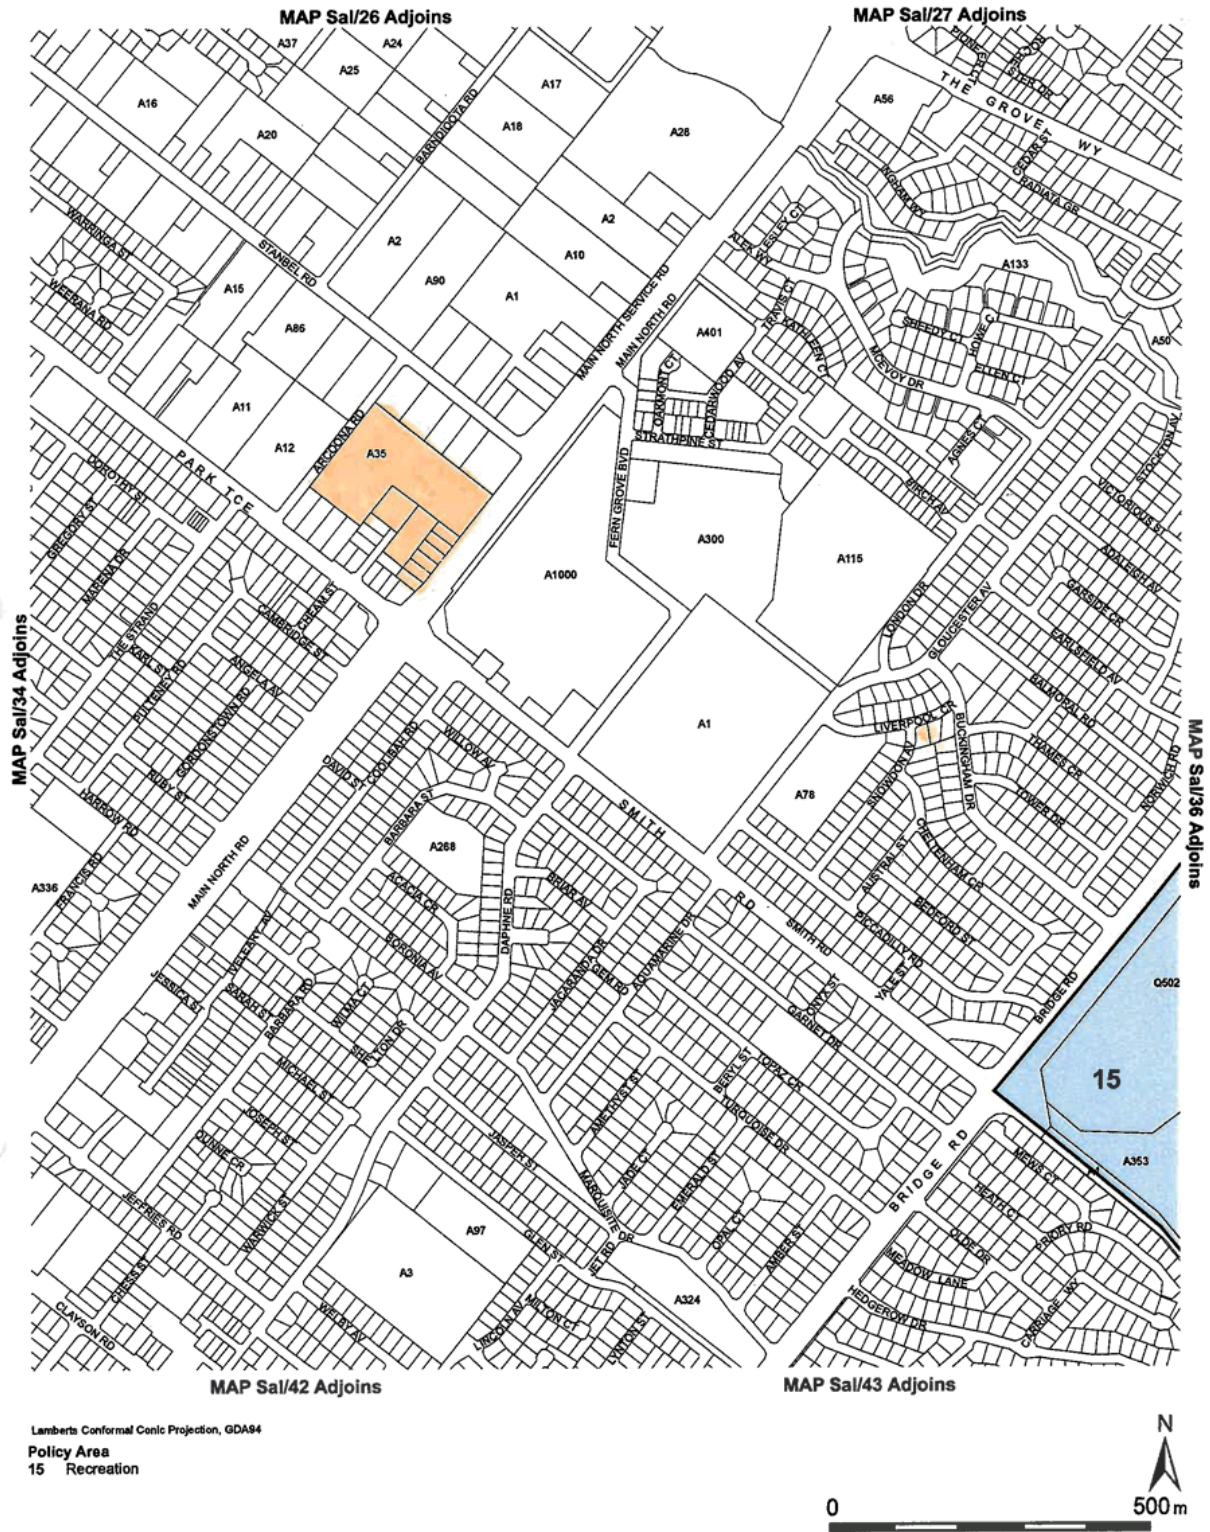 MAP Sal/26 Adjoins
MAP Sal/27 Adjoins
A37
A24
A25
A17
A16
A20
A18
A28
A56
THE GROVE WY
CEDAR ST
RADIATA GR
BARNDIOOTA RD
INGHAM WY
WARRINGA ST
WEERANA RD
STANBEL RD
A2
A2
A10
A90
A1
A15
A86
ALEK WY
LESLEY CT
A133
A50
MAIN NORTH SERVICE RD
MAIN NORTH RD
A401
TRAVIS CT
KATHLEEN CT
SHEEDY CT
HOWE C
ELLEN CT
MCEVOY DR
AGNES CT
A11
A12
ARCOONA RD
A35
OAKMONT CT
CEDARWOOD AV
STRATHPINE ST
BIRCH AV
STOCKTON AV
VICTORIOUS ST
PARK TCE
DOROTHY ST
GREGORY ST
MARENA DR
FERN GROVE BVD
A300
A115
A1000
ADALEIGH AV
GARSIDE CR
EARLSFIELD AV
LONDON DR
GLOUCESTER AV
BALMORAL RD
MAP Sal/34 Adjoins
THE STRAND
CREAM ST
CAMBRIDGE ST
KARL ST
PULTENEY RD
ANGELA AV
GORDONSTOWN RD
RUBY ST
HARROW RD
FRANCIS RD
A336
A1
LIVERPOOL CR
BUCKINGHAM DR
THAMES CR
TOWER DR
NORWICH RD
SNOWDON AV
A78
CHELTENHAM CR
AUSTRAL ST
BEDFORD ST
PICCADILLY RD
YALE ST
MAP Sal/36 Adjoins
WILLOW AV
COOLIBAH RD
DAVID ST
BARBARA ST
A268
SMITH RD
SMITH RD
MAIN NORTH RD
ACACIA CR
BORONIA AV
DAPHNE RD
BRIAR AV
JACARANDA DR
GEM RD
AQUAMARINE DR
ONYX ST
GARNET DR
BRIDGE RD
Q502
15
A353
JESSICA ST
SARAH ST
BARBARA RD
WILMA CT
SHELTON DR
MICHAEL ST
JOSEPH ST
DUNNE CR
WARWICK ST
JEFFRIES RD
CHRIS ST
CLAYSON RD
BERYL ST
TOPAZ CR
TURQUOISE DR
AMETHYST ST
JASPER ST
MARQUISITE DR
JADE CT
EMERALD ST
OPAL CT
AMBER ST
BRIDGE RD
MEWS CT
HEATH CT
PRIORY RD
OLDE DR
MEADOW LANE
HEDGEROW DR
CARRIAGE WY
A97
A3
GLEN ST
JET RD
A324
WELBY AV
LINCOLN AV
MILTON CT
LYNTON ST
MAP Sal/42 Adjoins
MAP Sal/43 Adjoins
Lamberts Conformal Conic Projection, GDA94
Policy Area
15 Recreation
N
0 500 m